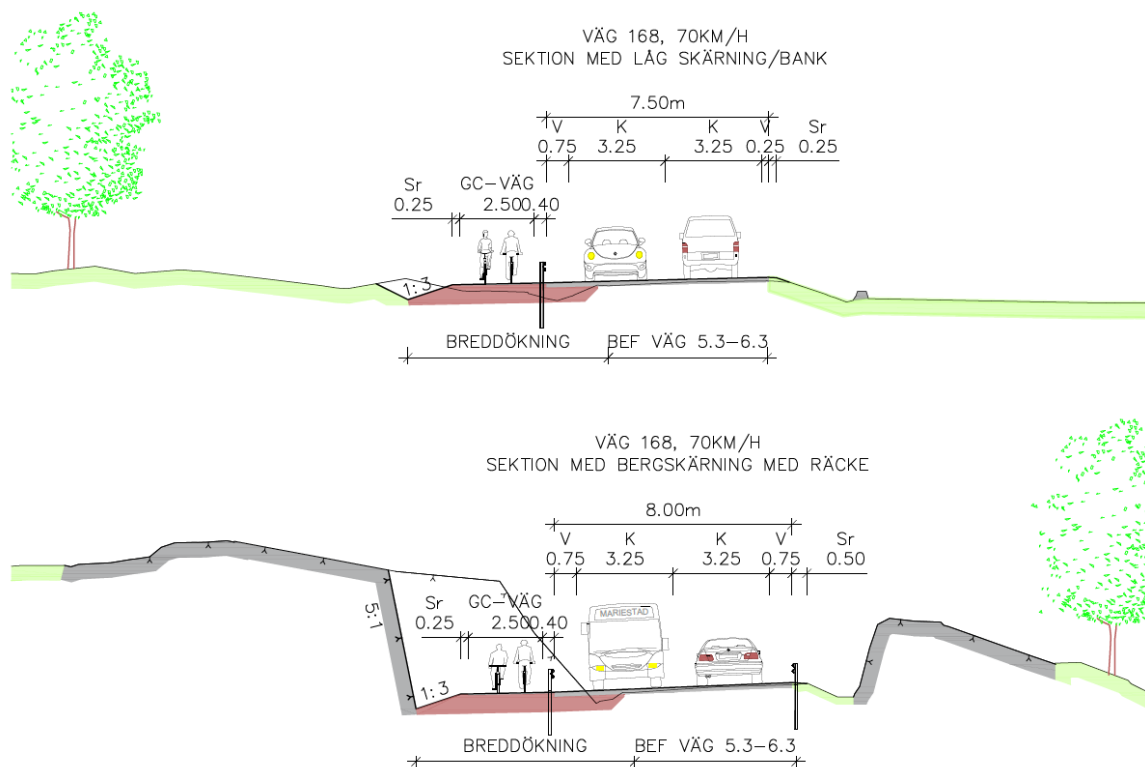 VÄG 168, 70KM/H
SEKTION MED LÅG SKÄRNING/BANK
7.50m
V K K V Sr
0.75 3.25 3.25 0.25 0.25
Sr GC-VÄG
0.25 2.50 0.40
1:3
BREDDÖKNING BEF VÄG 5.3-6.3
VÄG 168, 70KM/H
SEKTION MED BERGSKÄRNING MED RÄCKE
8.00m
V K K V Sr
0.75 3.25 3.25 0.75 0.50
MARIESTAD
5:1
Sr GC-VÄG
0.25 2.50 0.40
1:3
BREDDÖKNING BEF VÄG 5.3-6.3